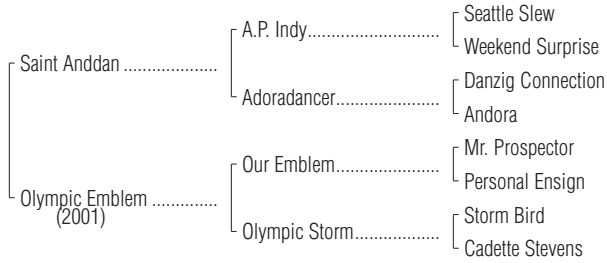 Seattle Slew
A.P. Indy......................
Weekend Surprise
Saint Anddan ....................
Danzig Connection
Adoradancer......................
Andora
Mr. Prospector
Our Emblem......................
Personal Ensign
Olympic Emblem ..............
(2001)
Storm Bird
Olympic Storm..................
Cadette Stevens